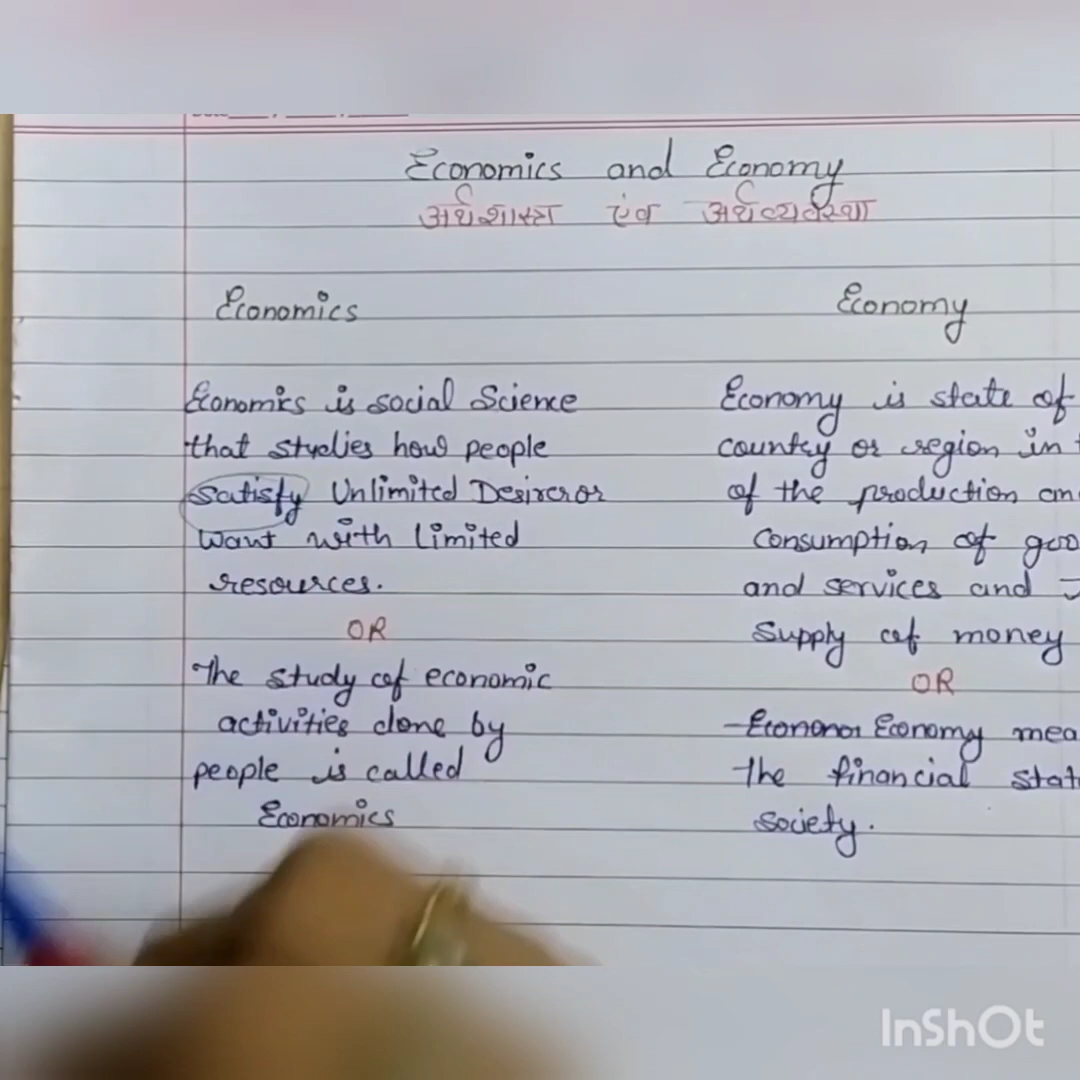 Economics and Economy
अर्थशास्त्र एंव अर्थव्यवस्था
Economics
Economics is social Science
that studies how people
satisfy Unlimited Desire or
want with limited
resources.
OR
The study of economic
activities done by
people is called
Economics
Economy
Economy is state of
country or region in
of the production
consumption of
and services and
supply of money
OR
Economy
the financial
society.
InShOt